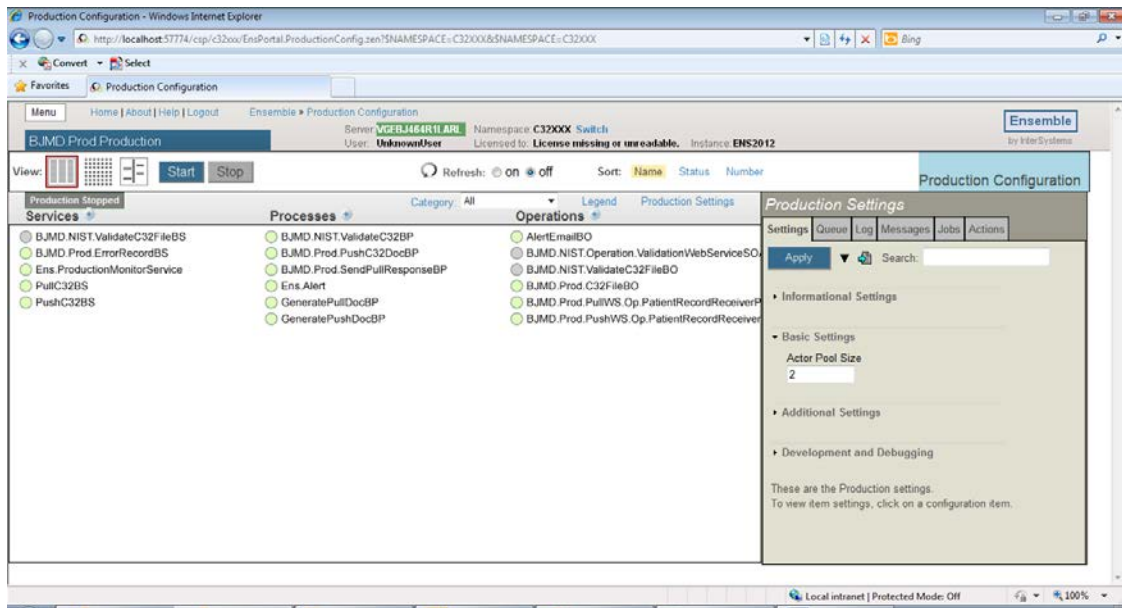 Production Configuration - Windows Internet Explorer
http://localhost:57774/csp/c32xxx/EnsPortal.ProductionConfig.zen?$NAMESPACE=C32XXX&$NAMESPACE=C32XXX
Bing
x Convert Select
Favorites Production Configuration
Menu Home | About | Help | Logout Ensemble » Production Configuration
Server: VGEBJ464R1LARL Namespace: C32XXX Switch
User: UnknownUser Licensed to: License missing or unreadable. Instance: ENS2012
Ensemble
by InterSystems
BJMD.Prod.Production
View: Start Stop Refresh: on off Sort: Name Status Number
Production Configuration
Production Stopped
Category: All Legend Production Settings
Services Processes Operations
BJMD.NIST.ValidateC32FileBS BJMD.NIST.ValidateC32BP AlertEmailBO
BJMD.Prod.ErrorRecordBS BJMD.Prod.PushC32DocBP BJMD.NIST.Operation.ValidationWebServiceSO
Ens.ProductionMonitorService BJMD.Prod.SendPullResponseBP BJMD.NIST.ValidateC32FileBO
PullC32BS Ens.Alert BJMD.Prod.C32FileBO
PushC32BS GeneratePullDocBP BJMD.Prod.PullWS.Op.PatientRecordReceiverP
GeneratePushDocBP BJMD.Prod.PushWS.Op.PatientRecordReceiver
Production Settings
Settings Queue Log Messages Jobs Actions
Apply Search:
Informational Settings
Basic Settings
Actor Pool Size
2
Additional Settings
Development and Debugging
These are the Production settings.
To view item settings, click on a configuration item.
Local intranet | Protected Mode: Off 100%